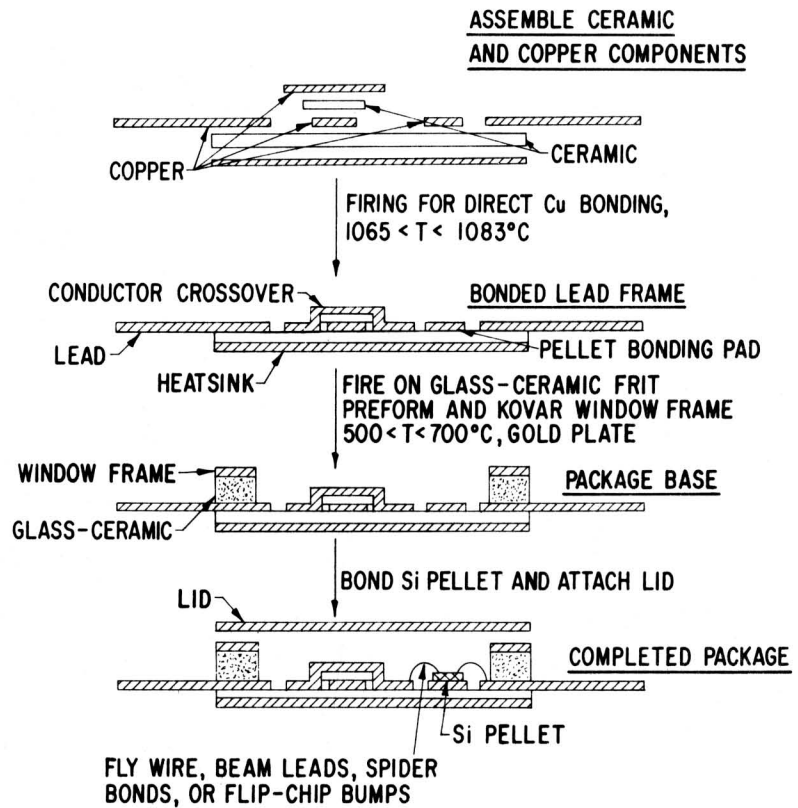 ASSEMBLE CERAMIC
AND COPPER COMPONENTS
COPPER
CERAMIC
FIRING FOR DIRECT Cu BONDING,
1065 < T < 1083°C
CONDUCTOR CROSSOVER
BONDED LEAD FRAME
LEAD
PELLET BONDING PAD
HEATSINK
FIRE ON GLASS-CERAMIC FRIT
PREFORM AND KOVAR WINDOW FRAME
500<T<700°C, GOLD PLATE
WINDOW FRAME
PACKAGE BASE
GLASS-CERAMIC
BOND Si PELLET AND ATTACH LID
LID
COMPLETED PACKAGE
Si PELLET
FLY WIRE, BEAM LEADS, SPIDER
BONDS, OR FLIP-CHIP BUMPS